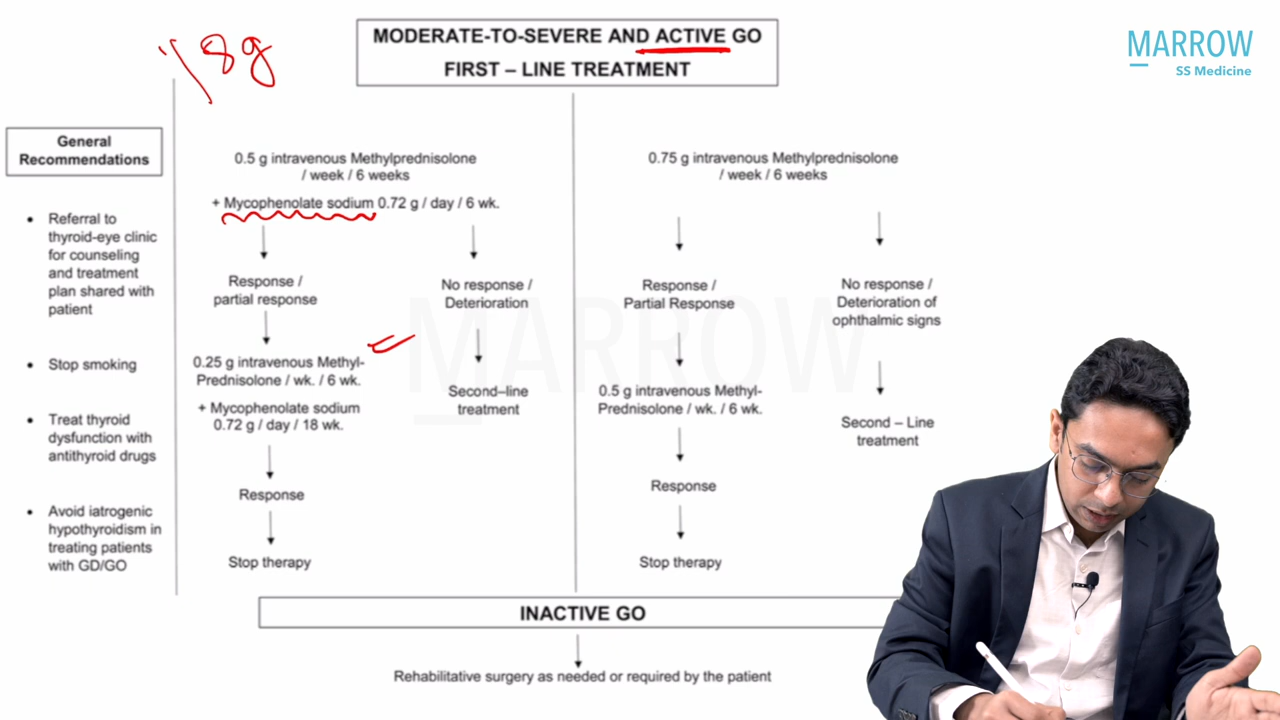 MODERATE-TO-SEVERE AND ACTIVE GO
FIRST – LINE TREATMENT
MARROW
SS Medicine
8g
General
Recommendations
Referral to
thyroid-eye clinic
for counseling
and treatment
plan shared with
patient
Stop smoking
Treat thyroid
dysfunction with
antithyroid drugs
Avoid iatrogenic
hypothyroidism in
treating patients
with GD/GO
0.5 g intravenous Methylprednisolone
/ week / 6 weeks
+ Mycophenolate sodium 0.72 g / day / 6 wk.
Response /
partial response
0.25 g intravenous Methyl-
Prednisolone / wk. / 6 wk.
+ Mycophenolate sodium
0.72 g / day / 18 wk.
Response
Stop therapy
No response /
Deterioration
Second–line
treatment
0.75 g intravenous Methylprednisolone
/ week / 6 weeks
Response /
Partial Response
0.5 g intravenous Methyl-
Prednisolone / wk. / 6 wk.
Response
Stop therapy
No response /
Deterioration of
ophthalmic signs
Second – Line
treatment
MARROW
INACTIVE GO
Rehabilitative surgery as needed or required by the patient